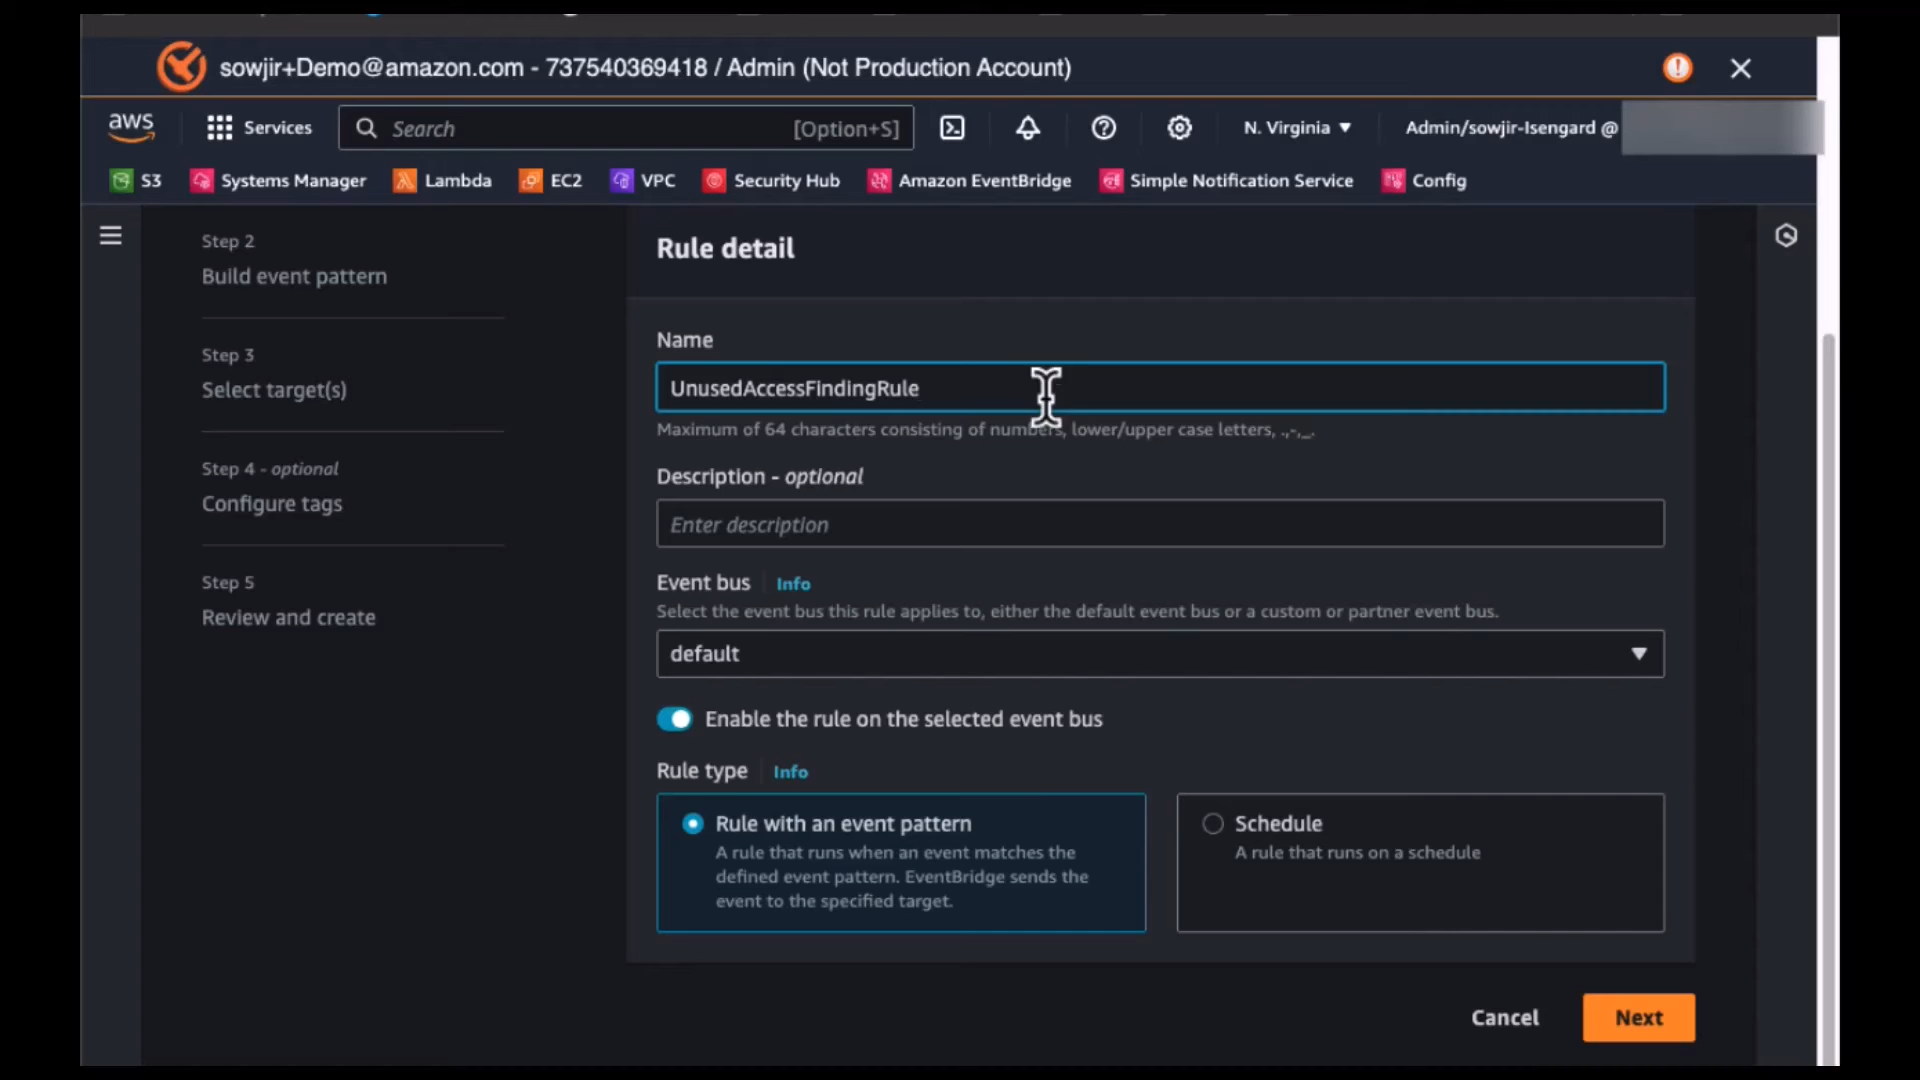 sowjir+Demo@amazon.com - 737540369418 / Admin (Not Production Account)
aws
Services
Search
[Option+S]
N. Virginia
Admin/sowjir-Isengard @
S3
Systems Manager
Lambda
EC2
VPC
Security Hub
Amazon EventBridge
Simple Notification Service
Config
Step 2
Build event pattern
Step 3
Select target(s)
Step 4 - optional
Configure tags
Step 5
Review and create
Rule detail
Name
UnusedAccessFindingRule
Maximum of 64 characters consisting of numbers, lower/upper case letters, .,-,_.
Description - optional
Enter description
Event bus
Info
Select the event bus this rule applies to, either the default event bus or a custom or partner event bus.
default
Enable the rule on the selected event bus
Rule type
Info
Rule with an event pattern
A rule that runs when an event matches the
defined event pattern. EventBridge sends the
event to the specified target.
Schedule
A rule that runs on a schedule
Cancel
Next